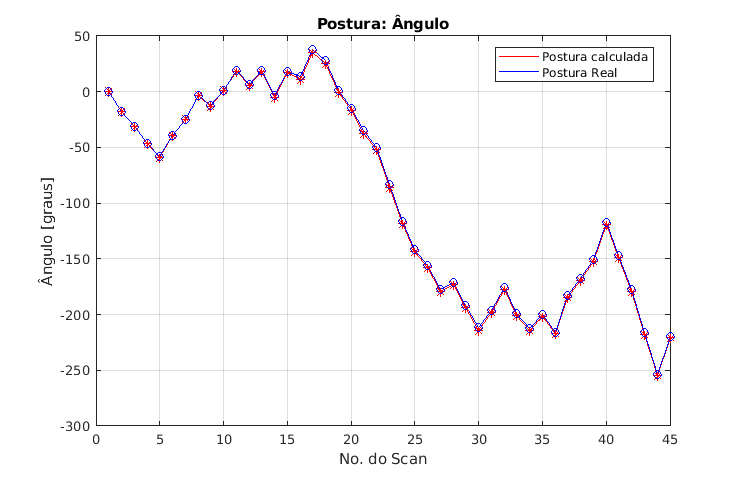 Postura: Ângulo
Postura calculada
Postura Real
Ângulo [graus]
50
0
-50
-100
-150
-200
-250
-300
0 5 10 15 20 25 30 35 40 45
No. do Scan